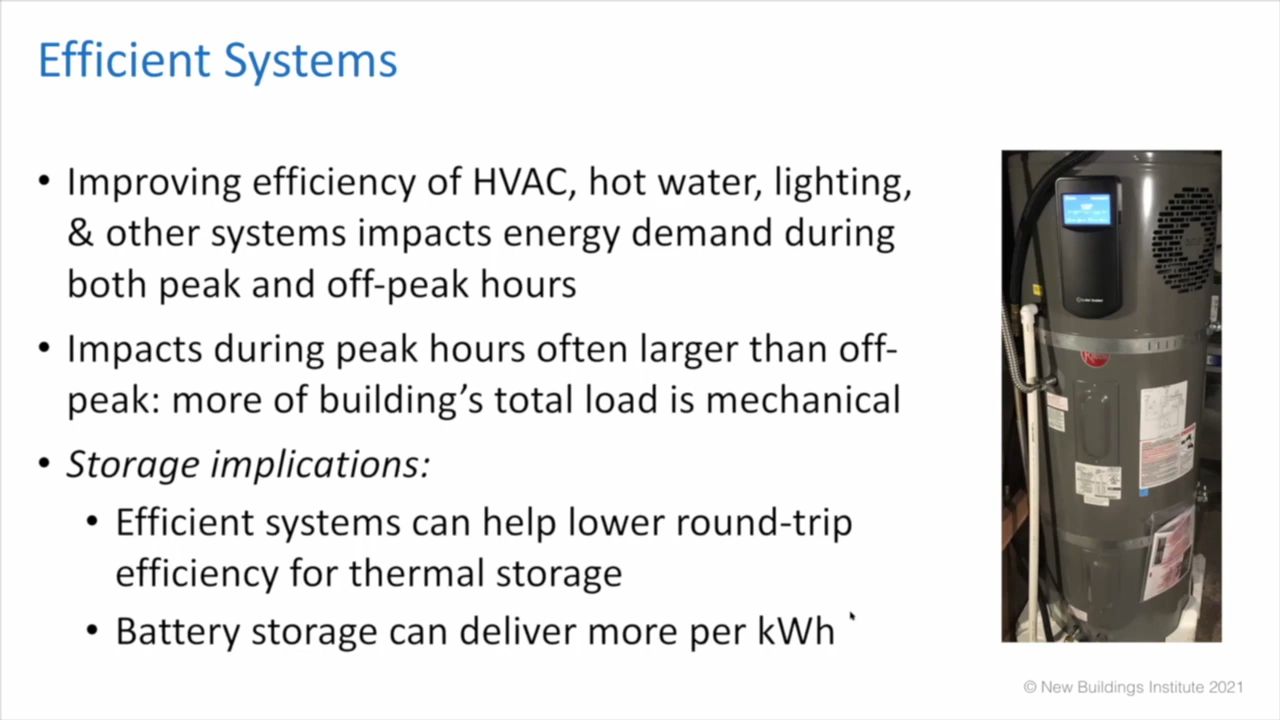 Efficient Systems
• Improving efficiency of HVAC, hot water, lighting,
& other systems impacts energy demand during
both peak and off-peak hours
• Impacts during peak hours often larger than off-
peak: more of building’s total load is mechanical
• Storage implications:
• Efficient systems can help lower round-trip
efficiency for thermal storage
• Battery storage can deliver more per kWh
© New Buildings Institute 2021